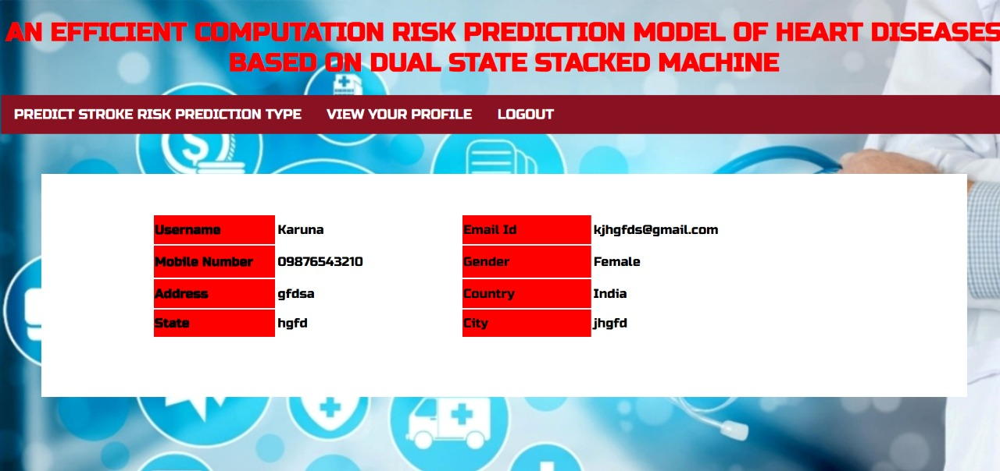 AN EFFICIENT COMPUTATION RISK PREDICTION MODEL OF HEART DISEASES
BASED ON DUAL STATE STACKED MACHINE
PREDICT STROKE RISK PREDICTION TYPE VIEW YOUR PROFILE LOGOUT
Username Karuna Email Id kjhgfds@gmail.com
Mobile Number 09876543210 Gender Female
Address gfdsa Country India
State hgfd City jhgfd